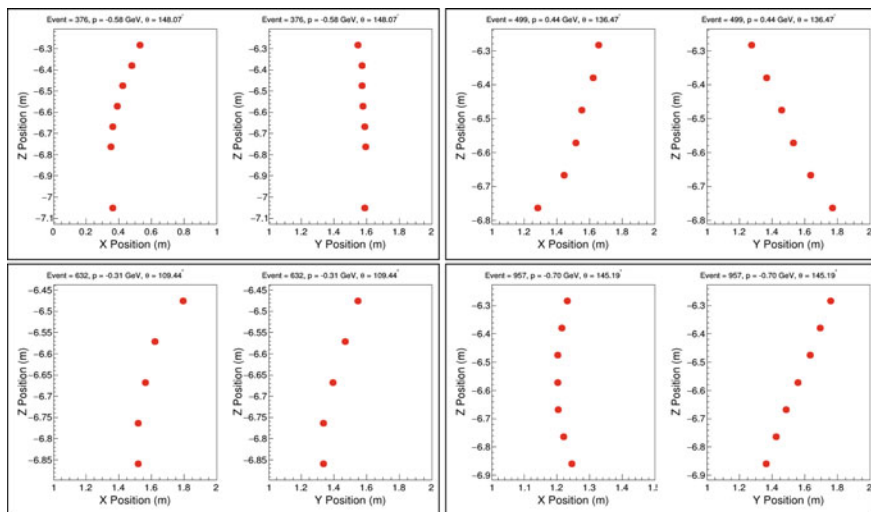 Event = 376, p = -0.58 GeV, θ = 148.07°
Z Position (m)
−6.3
−6.4
−6.5
−6.6
−6.7
−6.8
−6.9
−7
−7.1
0 0.2 0.4 0.6 0.8 1
X Position (m)
Event = 376, p = -0.58 GeV, θ = 148.07°
Z Position (m)
−6.3
−6.4
−6.5
−6.6
−6.7
−6.8
−6.9
−7
−7.1
1 1.2 1.4 1.6 1.8 2
Y Position (m)
Event = 499, p = 0.44 GeV, θ = 136.47°
Z Position (m)
−6.3
−6.4
−6.5
−6.6
−6.7
−6.8
1 1.2 1.4 1.6 1.8 2
X Position (m)
Event = 499, p = 0.44 GeV, θ = 136.47°
Z Position (m)
−6.3
−6.4
−6.5
−6.6
−6.7
−6.8
1 1.2 1.4 1.6 1.8 2
Y Position (m)
Event = 632, p = -0.31 GeV, θ = 109.44°
Z Position (m)
−6.45
−6.5
−6.55
−6.6
−6.65
−6.7
−6.75
−6.8
−6.85
1 1.2 1.4 1.6 1.8 2
X Position (m)
Event = 632, p = -0.31 GeV, θ = 109.44°
Z Position (m)
−6.45
−6.5
−6.55
−6.6
−6.65
−6.7
−6.75
−6.8
−6.85
1 1.2 1.4 1.6 1.8 2
Y Position (m)
Event = 957, p = -0.70 GeV, θ = 145.19°
Z Position (m)
−6.3
−6.4
−6.5
−6.6
−6.7
−6.8
−6.9
1 1.1 1.2 1.3 1.4 1.5
X Position (m)
Event = 957, p = -0.70 GeV, θ = 145.19°
Z Position (m)
−6.3
−6.4
−6.5
−6.6
−6.7
−6.8
−6.9
1 1.2 1.4 1.6 1.8 2
Y Position (m)